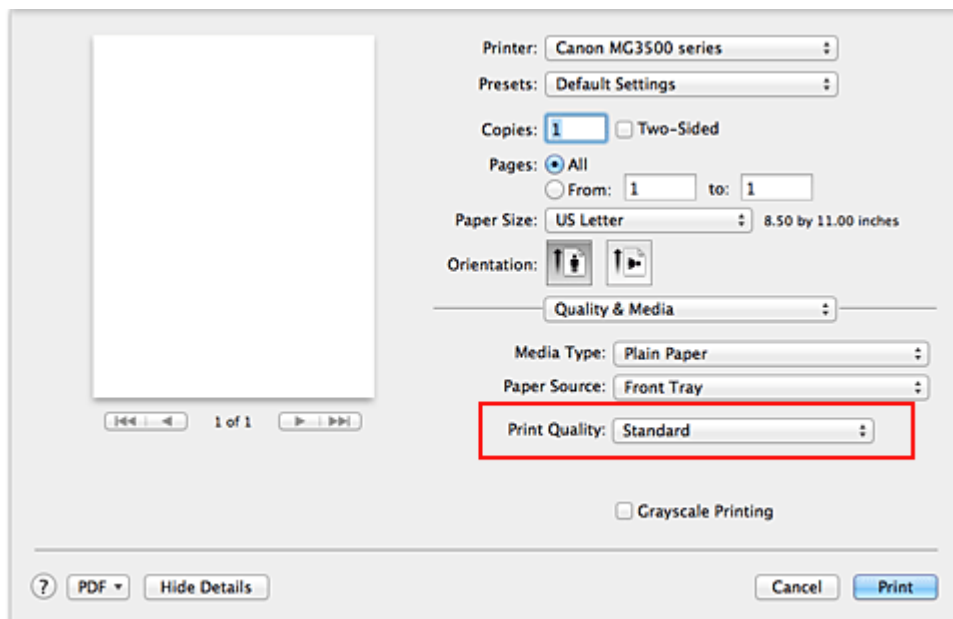 Printer: Canon MG3500 series
Presets: Default Settings
Copies: 1 Two-Sided
Pages: All
From: 1 to: 1
Paper Size: US Letter 8.50 by 11.00 inches
Orientation:
Quality & Media
Media Type: Plain Paper
Paper Source: Front Tray
1 of 1
Print Quality: Standard
Grayscale Printing
? PDF Hide Details Cancel Print